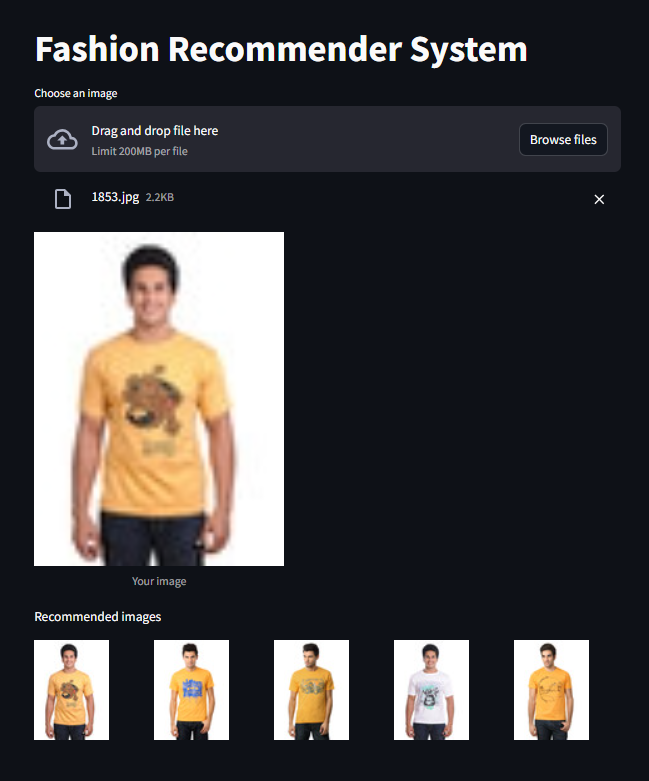 Fashion Recommender System
Choose an image
Drag and drop file here
Limit 200MB per file
Browse files
1853.jpg 2.2KB
Your image
Recommended images